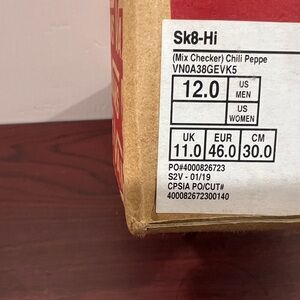 Sk8-Hi
(Mix Checker) Chili Peppe
VN0A38GEVK5
12.0 US MEN
US WOMEN
UK EUR CM
11.0 46.0 30.0
PO#4000826723
S2V - 01/19
CPSIA PO/CUT#
400082672300140